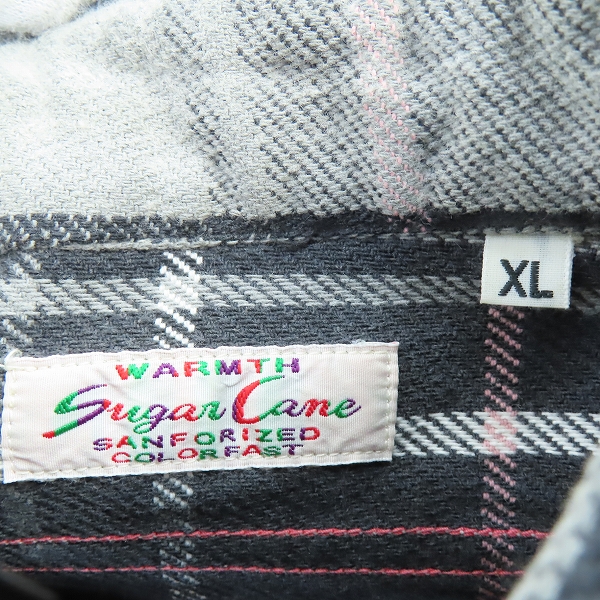 XL
WARMTH
Sugar Cane
SANFORIZED
COLORFAST